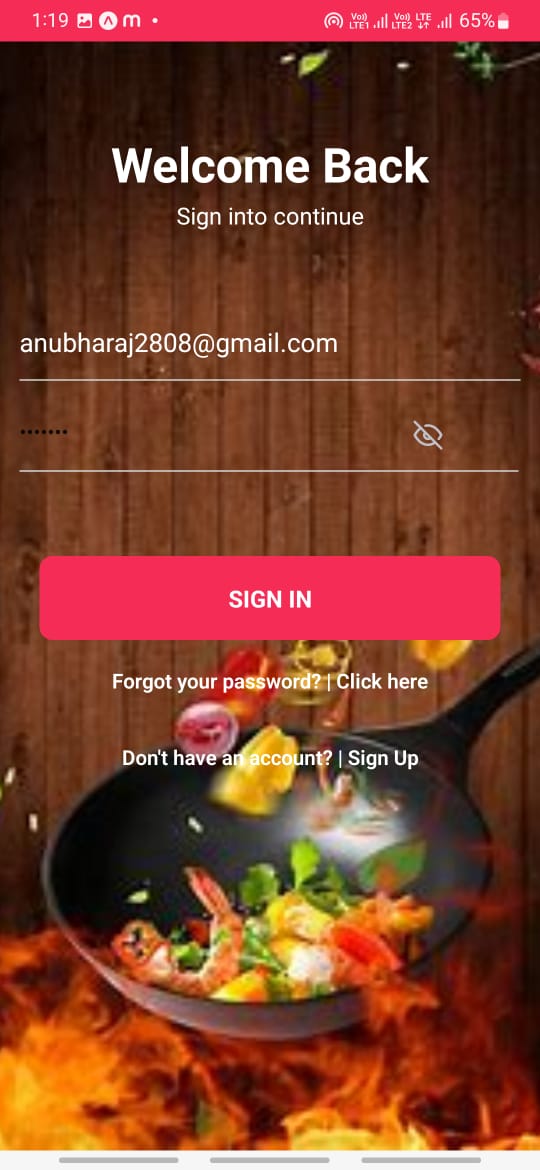 1:19 m
Vo)) LTE1 Vo)) LTE2 LTE 65%
Welcome Back
Sign into continue
anubharaj2808@gmail.com
•••••••
SIGN IN
Forgot your password? | Click here
Don't have an account? | Sign Up